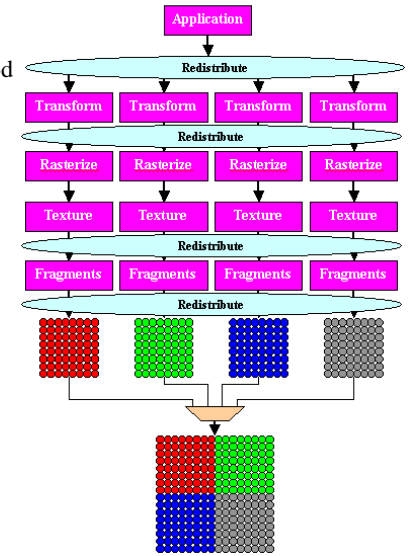 Application
d
Redistribute
Transform Transform Transform Transform
Redistribute
Rasterize Rasterize Rasterize Rasterize
Texture Texture Texture Texture
Redistribute
Fragments Fragments Fragments Fragments
Redistribute